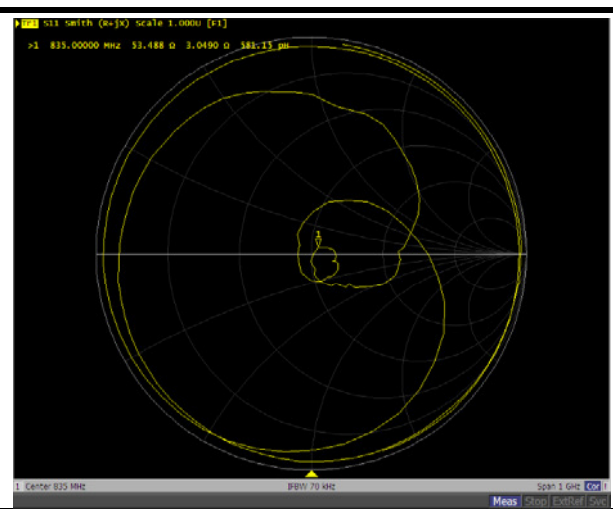 Tr1 S11 Smith (R+jX) Scale 1.000U [F1]
>1 835.00000 MHz 53.488 Ω 3.0490 Ω 581.15 pH
1
1 Center 835 MHz IFBW 70 kHz Span 1 GHz Cor !
Meas Stop ExtRef Svc